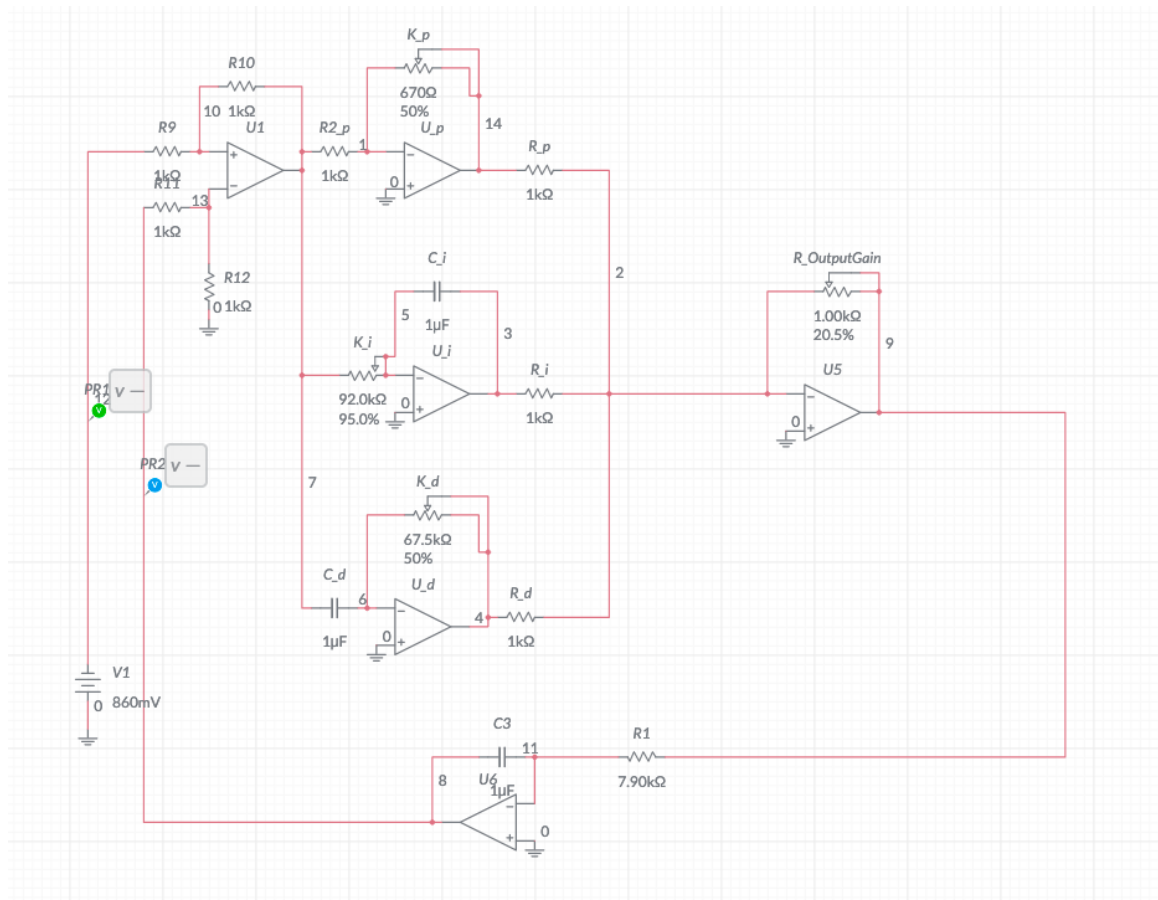 K_p
670Ω
50%
R10
10 1kΩ
U1
R9
1kΩ
R11
1kΩ
13
R12
0 1kΩ
R2_p
1kΩ
1
U_p
0
14
R_p
1kΩ
C_i
1µF
5
3
K_i
92.0kΩ
95.0%
U_i
0
R_i
1kΩ
2
R_OutputGain
1.00kΩ
20.5%
U5
0
9
PR1
12
V
V
PR2
V
V
7
K_d
67.5kΩ
50%
C_d
1µF
6
U_d
0
4
R_d
1kΩ
V1
860mV
0
C3
1µF
11
8
U6
0
R1
7.90kΩ